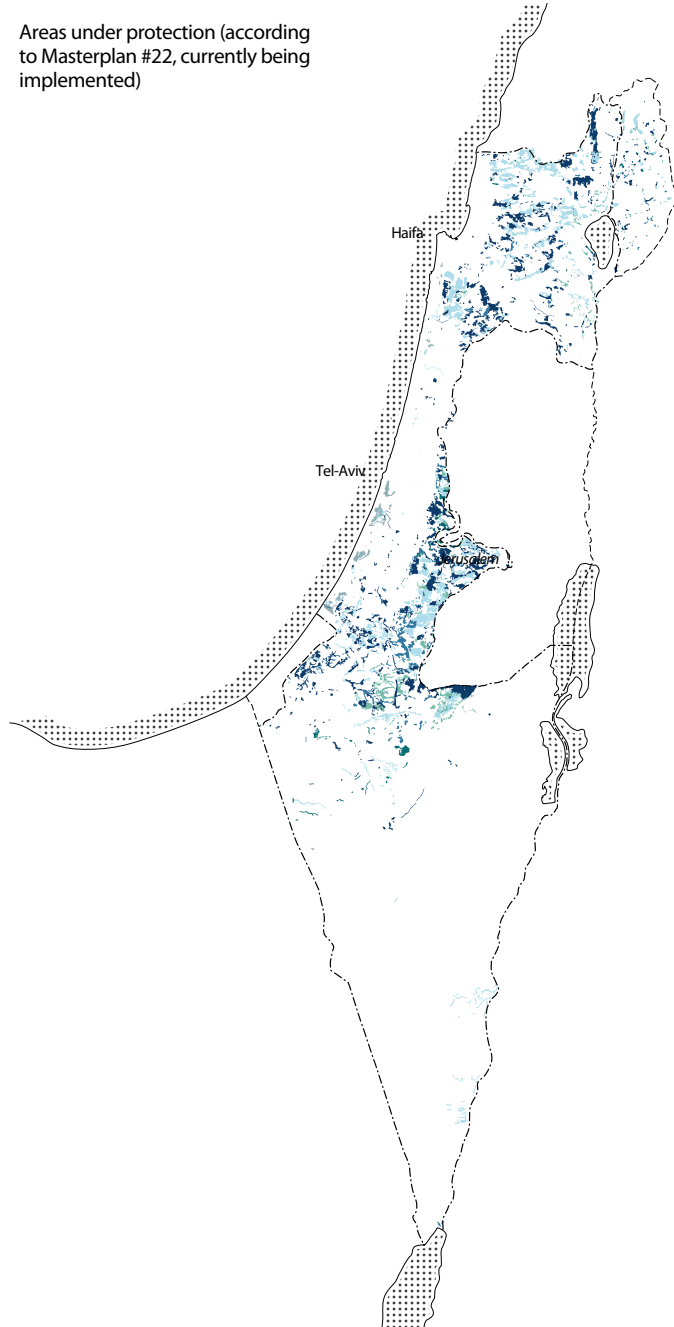 Areas under protection (according
to Masterplan #22, currently being
implemented)
Haifa
Tel-Aviv
Jerusalem